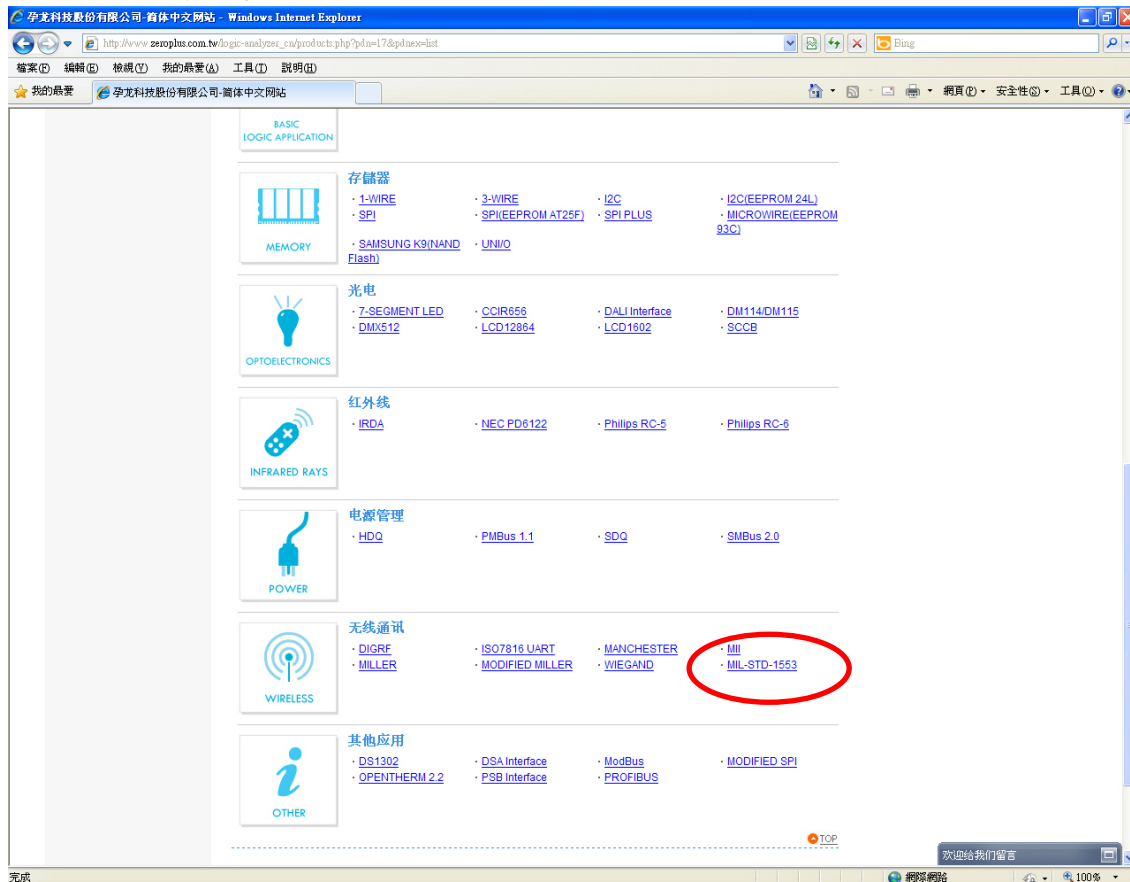 孕龙科技股份有限公司-简体中文网站 - Windows Internet Explorer
http://www.zeroplus.com.tw/logic-analyzer_cn/products.php?pdn=17&pdnex=list
Bing
檔案(F) 編輯(E) 檢視(V) 我的最愛(A) 工具(T) 說明(H)
我的最愛
孕龙科技股份有限公司-简体中文网站
網頁(P) 安全性(S) 工具(O)
BASIC
LOGIC APPLICATION
MEMORY
存储器
· 1-WIRE · 3-WIRE · I2C · I2C(EEPROM 24L)
· SPI · SPI(EEPROM AT25F) · SPI PLUS · MICROWIRE(EEPROM
93C)
· SAMSUNG K9(NAND · UNI/O
Flash)
OPTOELECTRONICS
光电
· 7-SEGMENT LED · CCIR656 · DALI Interface · DM114/DM115
· DMX512 · LCD12864 · LCD1602 · SCCB
INFRARED RAYS
红外线
· IRDA · NEC PD6122 · Philips RC-5 · Philips RC-6
POWER
电源管理
· HDQ · PMBus 1.1 · SDQ · SMBus 2.0
WIRELESS
无线通讯
· DIGRF · ISO7816 UART · MANCHESTER · MII
· MILLER · MODIFIED MILLER · WIEGAND · MIL-STD-1553
OTHER
其他应用
· DS1302 · DSA Interface · ModBus · MODIFIED SPI
· OPENTHERM 2.2 · PSB Interface · PROFIBUS
TOP
欢迎给我们留言
完成
網際網路
100%